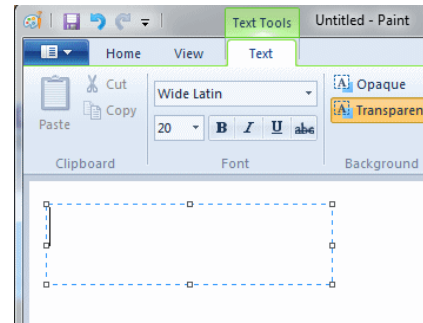 Text Tools Untitled - Paint
Home View Text
Cut
Copy
Paste
Clipboard
Wide Latin
20 B I U abc
Font
Opaque
Transparen
Background